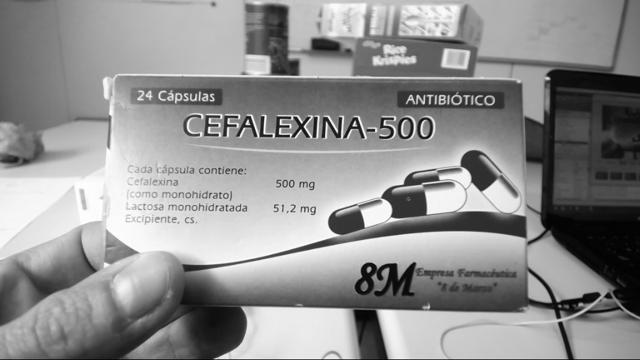 Rice
Krispies
24 Cápsulas
ANTIBIÓTICO
CEFALEXINA-500
Cada cápsula contiene:
Cefalexina 500 mg
(como monohidrato)
Lactosa monohidratada 51,2 mg
Excipiente, cs.
8M Empresa Farmacéutica
"8 de Marzo"